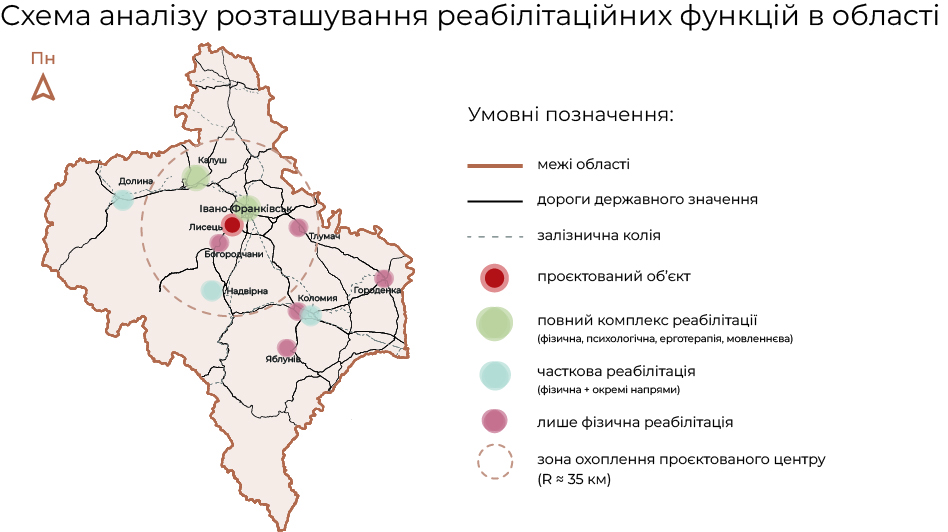 Схема аналізу розташування реабілітаційних функцій в області
Пн
Калуш
Долина
Івано-Франківськ
Лисець
Тлумач
Богородчани
Надвірна
Городенка
Коломия
Яблунів
Умовні позначення:
межі області
дороги державного значення
залізнична колія
проєктований об'єкт
повний комплекс реабілітації
(фізична, психологічна, ерготерапія, мовленнєва)
часткова реабілітація
(фізична + окремі напрями)
лише фізична реабілітація
зона охоплення проєктованого центру
(R ≈ 35 км)